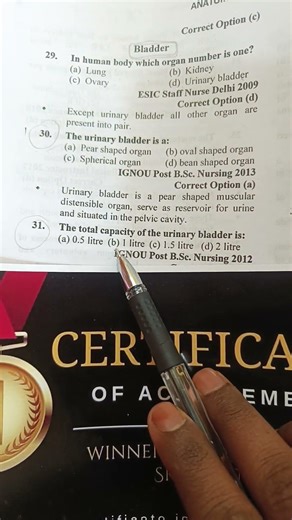 Correct Option (c)
Bladder
29. In human body which organ number is one?
(a) Lung (b) Kidney
(c) Ovary (d) Urinary bladder
ESIC Staff Nurse Delhi 2009
Correct Option (d)
• Except urinary bladder all other organ are
present into pair.
30. The urinary bladder is a:
(a) Pear shaped organ (b) oval shaped organ
(c) Spherical organ (d) bean shaped organ
IGNOU Post B.Sc. Nursing 2013
Correct Option (a)
• Urinary bladder is a pear shaped muscular
distensible organ, serve as reservoir for urine
and situated in the pelvic cavity.
31. The total capacity of the urinary bladder is:
(a) 0.5 litre (b) 1 litre (c) 1.5 litre (d) 2 litre
IGNOU Post B.Sc. Nursing 2012
CERTIFICA
OF AC EME
WINNE